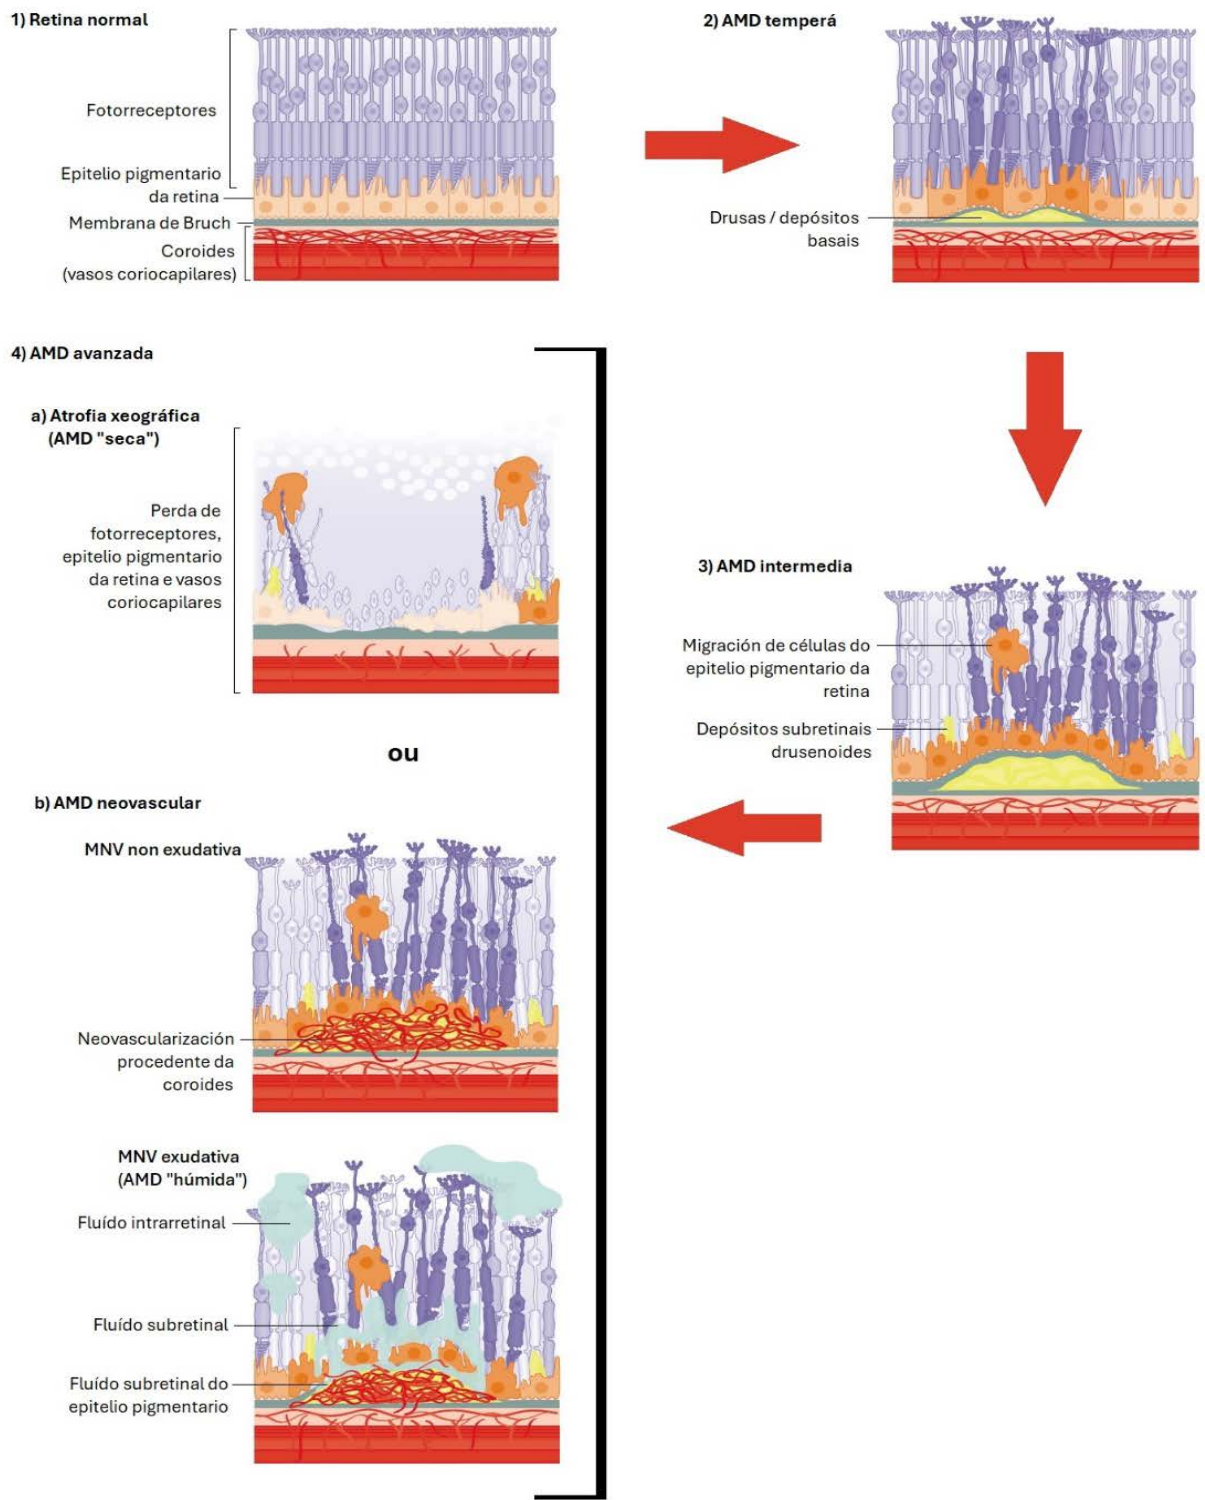 1) Retina normal
Fotorreceptores
Epitelio pigmentario
da retina
Membrana de Bruch
Coroides
(vasos coriocapilares)
2) AMD temperá
Drusas / depósitos
basais
3) AMD intermedia
Migración de células do
epitelio pigmentario da
retina
Depósitos subretinais
drusenoides
4) AMD avanzada
a) Atrofia xeográfica
(AMD "seca")
Perda de
fotorreceptores,
epitelio pigmentario
da retina e vasos
coriocapilares
ou
b) AMD neovascular
MNV non exudativa
Neovascularización
procedente da
coroides
MNV exudativa
(AMD "húmida")
Fluído intrarretinal
Fluído subretinal
Fluído subretinal do
epitelio pigmentario